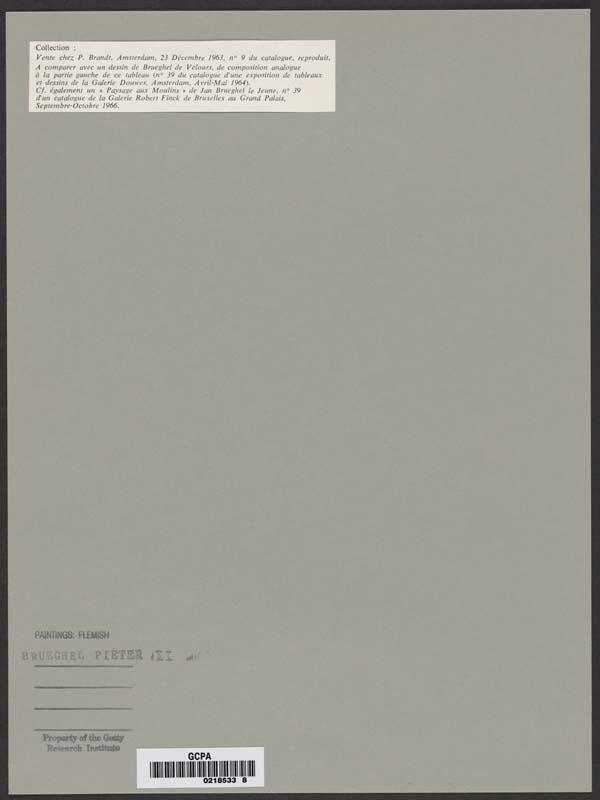 Collection :
Vente chez P. Brandt, Amsterdam, 23 Décembre 1963, n° 9 du catalogue, reproduit.
A comparer avec un dessin de Brueghel de Velours, de composition analogue
à la partie gauche de ce tableau (n° 39 du catalogue d'une exposition de tableaux
et dessins de la Galerie Douwes, Amsterdam, Avril-Mai 1964).
Cf. également un « Paysage aux Moulins » de Jan Brueghel le Jeune, n° 39
d'un catalogue de la Galerie Robert Finck de Bruxelles au Grand Palais,
Septembre-Octobre 1966.
PAINTINGS: FLEMISH
BRUEGHEL PIETER II
Property of the Getty
Research Institute
GCPA
0218533 8